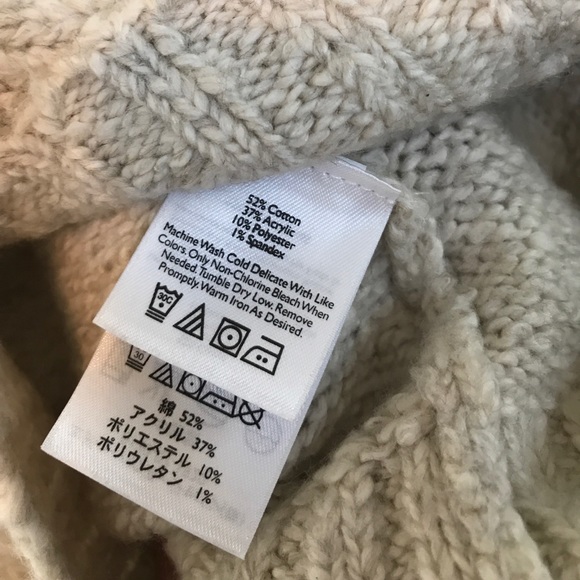 52% Cotton
37% Acrylic
10% Polyester
1% Spandex
Machine Wash Cold Delicate With Like
Colors. Only Non-Chlorine Bleach When
Needed. Tumble Dry Low. Remove
Promptly. Warm Iron As Desired.
30C
30
綿 52%
アクリル 37%
ポリエステル 10%
ポリウレタン 1%